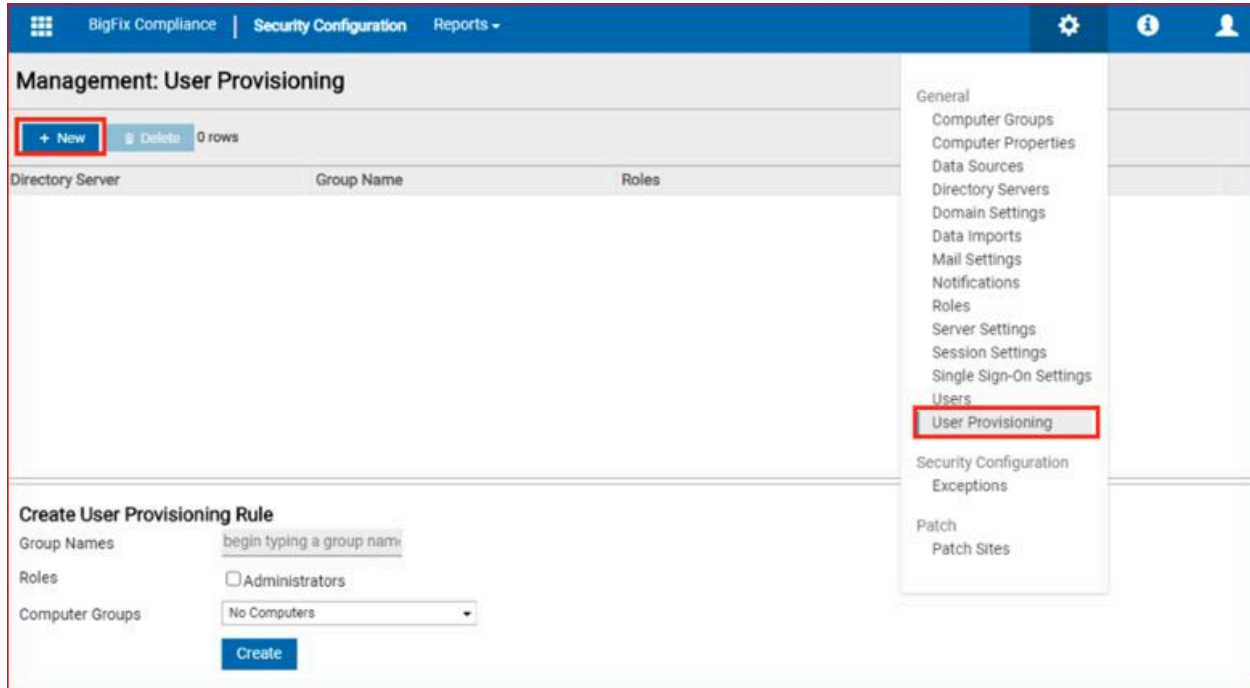 BigFix Compliance | Security Configuration Reports
Management: User Provisioning
+ New Delete 0 rows
Directory Server Group Name Roles
General
Computer Groups
Computer Properties
Data Sources
Directory Servers
Domain Settings
Data Imports
Mail Settings
Notifications
Roles
Server Settings
Session Settings
Single Sign-On Settings
Users
User Provisioning
Security Configuration
Exceptions
Patch
Patch Sites
Create User Provisioning Rule
Group Names begin typing a group name
Roles Administrators
Computer Groups No Computers
Create